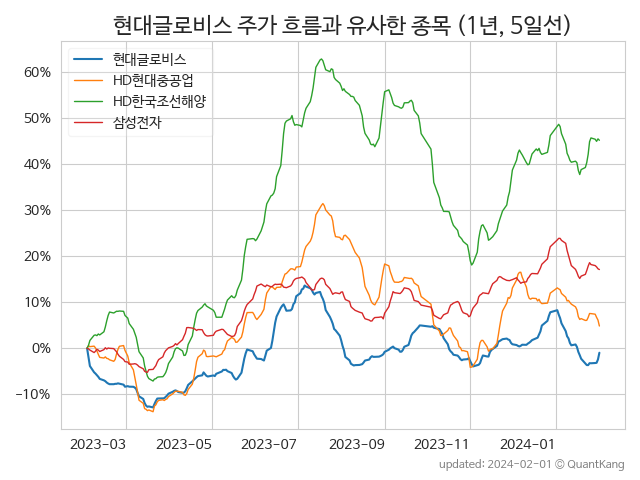 현대글로비스 주가 흐름과 유사한 종목 (1년, 5일선)
현대글로비스
HD현대중공업
HD한국조선해양
삼성전자
60%
50%
40%
30%
20%
10%
0%
−10%
2023-03 2023-05 2023-07 2023-09 2023-11 2024-01
updated: 2024-02-01 © QuantKang